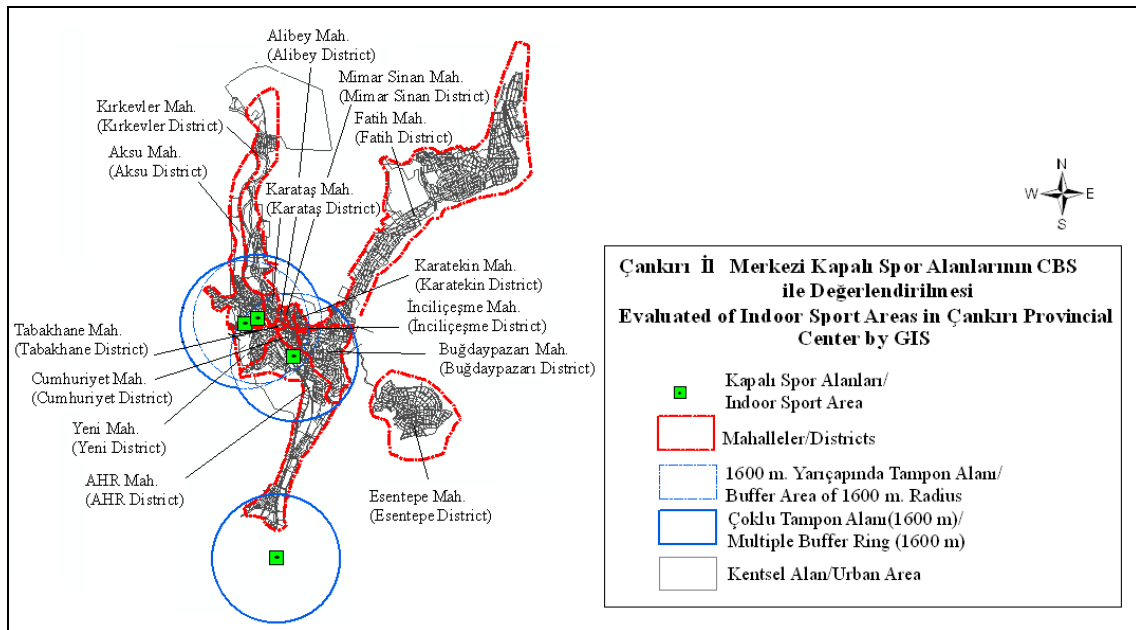 Alibey Mah.
(Alibey District)
Mimar Sinan Mah.
(Mimar Sinan District)
Kırkevler Mah.
(Kırkevler District)
Fatih Mah.
(Fatih District)
Aksu Mah.
(Aksu District)
Karataş Mah.
(Karataş District)
Karatekin Mah.
(Karatekin District)
İnciliçeşme Mah.
(İnciliçeşme District)
Tabakhane Mah.
(Tabakhane District)
Buğdaypazarı Mah.
(Buğdaypazarı District)
Cumhuriyet Mah.
(Cumhuriyet District)
Yeni Mah.
(Yeni District)
AHR Mah.
(AHR District)
Esentepe Mah.
(Esentepe District)
N
W E
S
Çankırı İl Merkezi Kapalı Spor Alanlarının CBS
ile Değerlendirilmesi
Evaluated of Indoor Sport Areas in Çankırı Provincial
Center by GIS
Kapalı Spor Alanları/
Indoor Sport Area
Mahalleler/Districts
1600 m. Yarıçapında Tampon Alanı/
Buffer Area of 1600 m. Radius
Çoklu Tampon Alanı(1600 m)/
Multiple Buffer Ring (1600 m)
Kentsel Alan/Urban Area